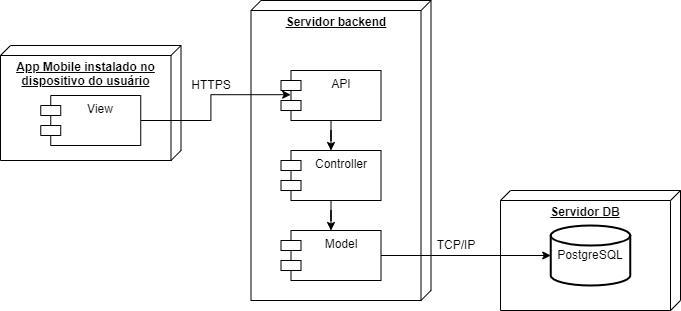 Servidor backend
App Mobile instalado no
dispositivo do usuário
HTTPS
API
View
Controller
Servidor DB
Model
TCP/IP
PostgreSQL